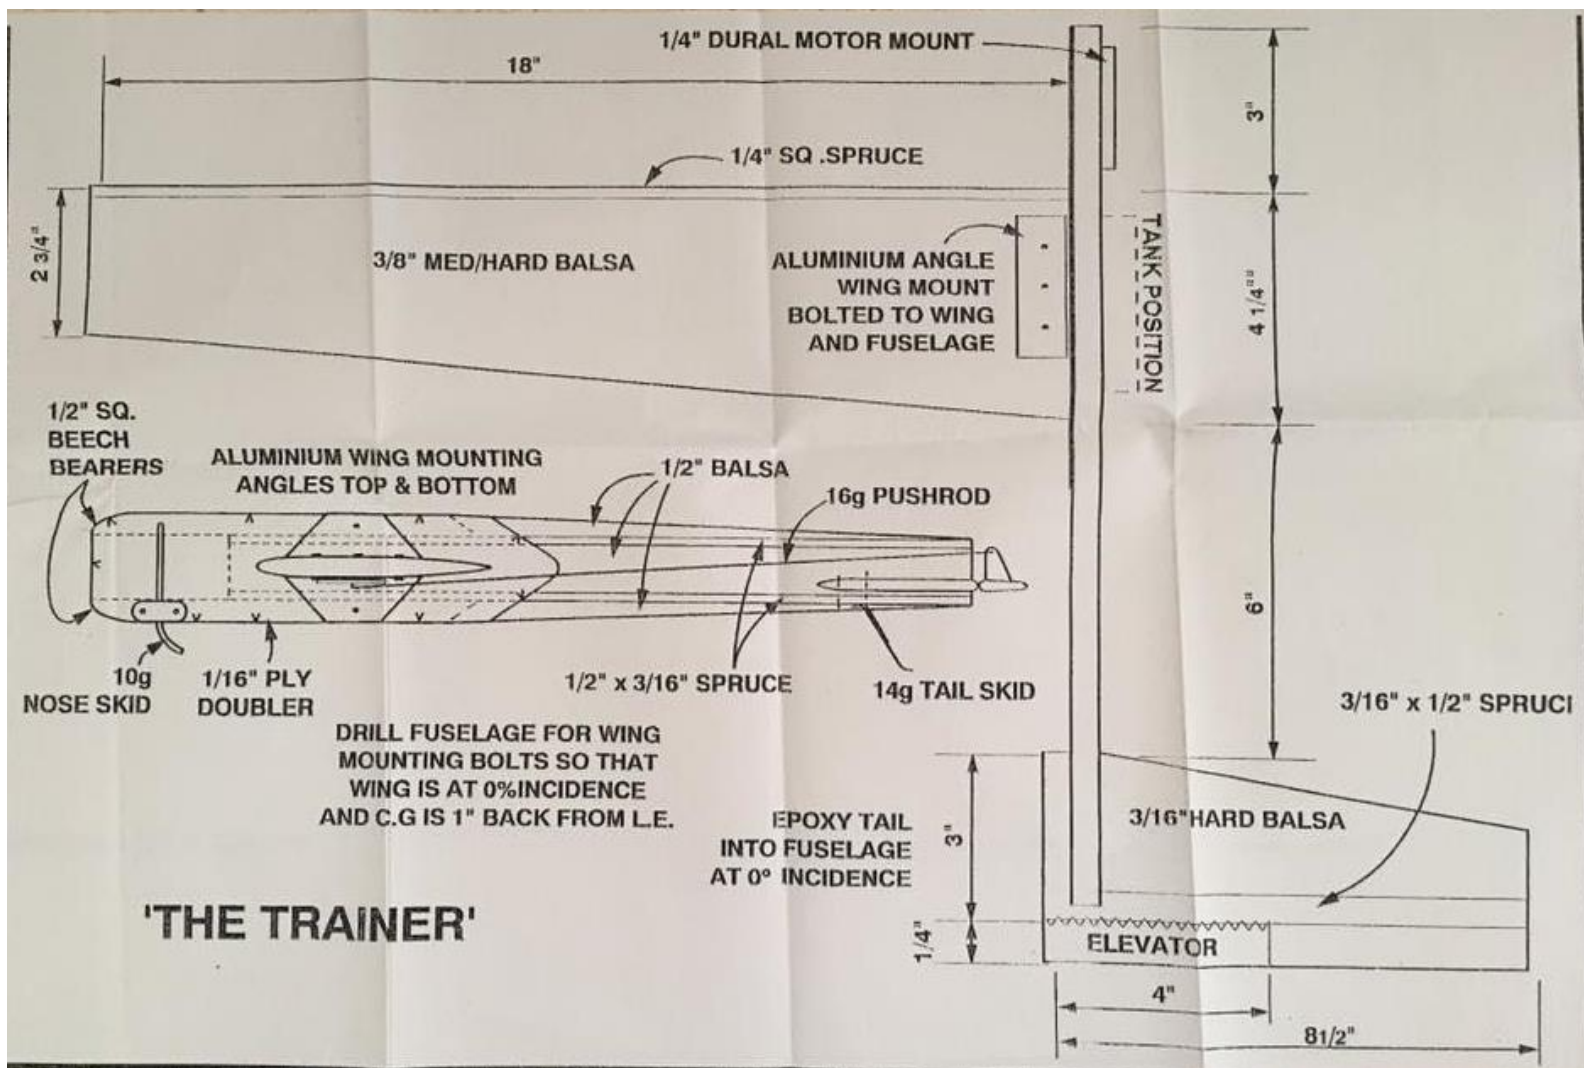 1/4" DURAL MOTOR MOUNT
18"
3"
1/4" SQ .SPRUCE
2 3/4"
3/8" MED/HARD BALSA
ALUMINIUM ANGLE
WING MOUNT
BOLTED TO WING
AND FUSELAGE
TANK POSITION
4 1/4""
1/2" SQ.
BEECH
BEARERS
ALUMINIUM WING MOUNTING
ANGLES TOP & BOTTOM
1/2" BALSA
16g PUSHROD
6"
10g
NOSE SKID
1/16" PLY
DOUBLER
1/2" x 3/16" SPRUCE
14g TAIL SKID
3/16" x 1/2" SPRUCI
DRILL FUSELAGE FOR WING
MOUNTING BOLTS SO THAT
WING IS AT 0%INCIDENCE
AND C.G IS 1" BACK FROM L.E.
EPOXY TAIL
INTO FUSELAGE
AT 0º INCIDENCE
3"
3/16"HARD BALSA
'THE TRAINER'
1/4"
ELEVATOR
4"
81/2"